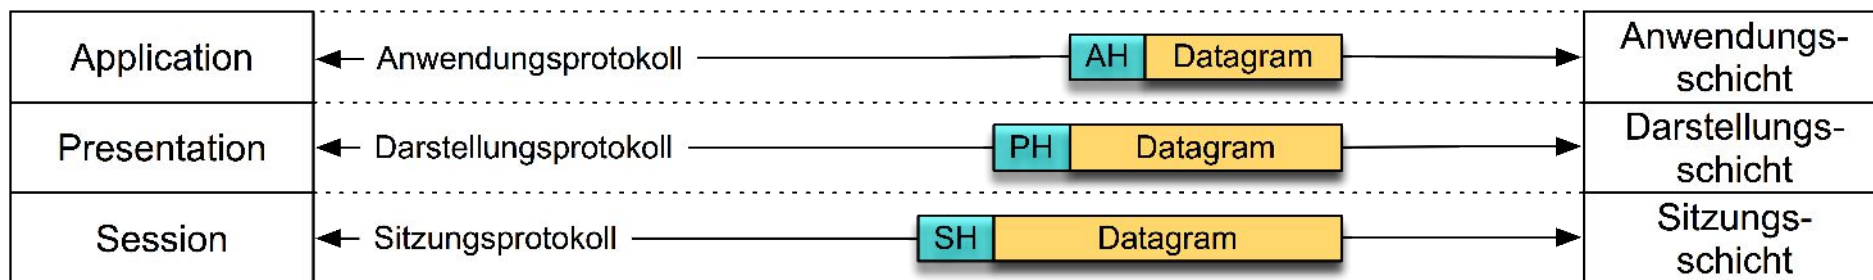 Application
Anwendungsprotokoll
AH
Datagram
Anwendungs-
schicht
Presentation
Darstellungsprotokoll
PH
Datagram
Darstellungs-
schicht
Session
Sitzungsprotokoll
SH
Datagram
Sitzungs-
schicht